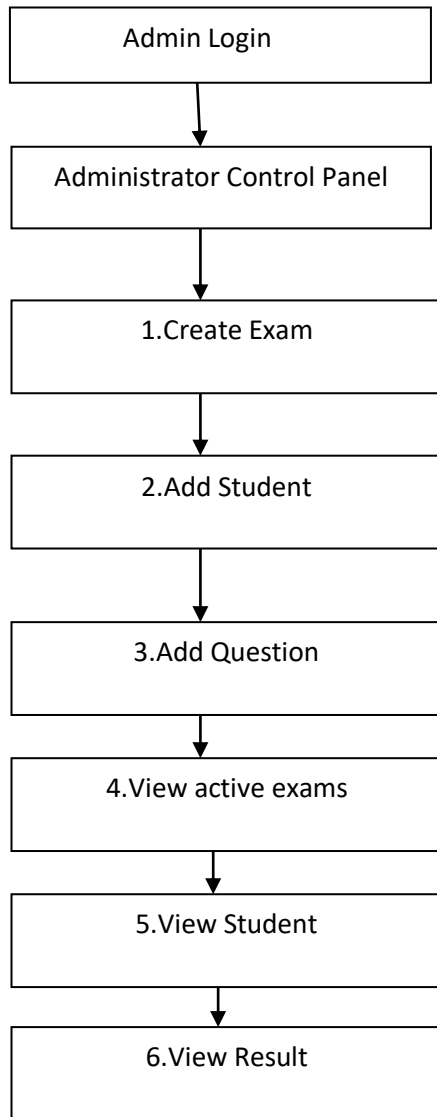 Admin Login
Administrator Control Panel
1.Create Exam
2.Add Student
3.Add Question
4.View active exams
5.View Student
6.View Result